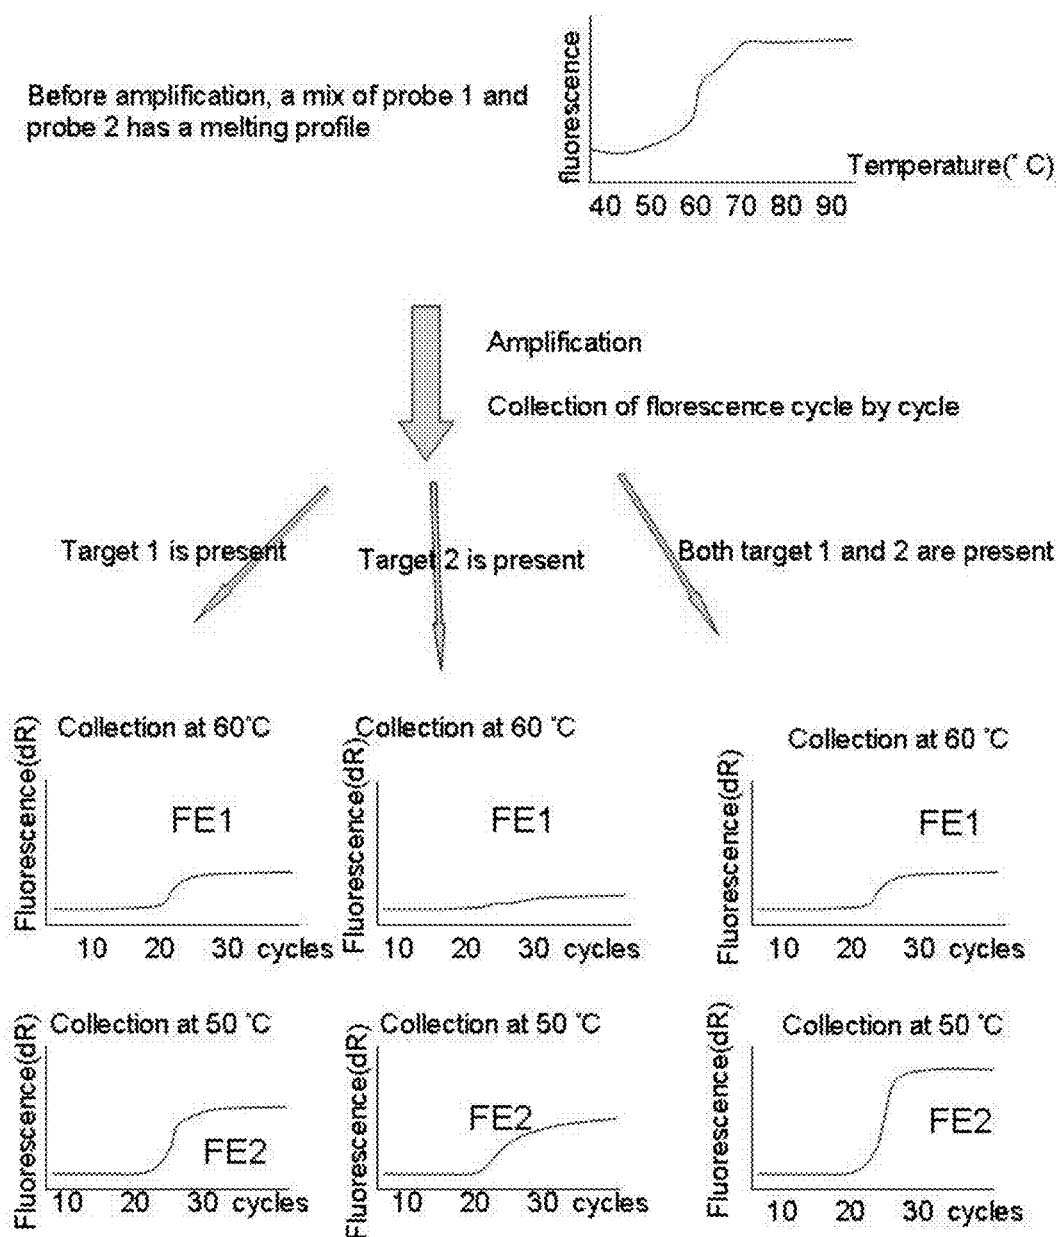 Before amplification, a mix of probe 1 and
probe 2 has a melting profile
fluorescence
Temperature(° C)
40 50 60 70 80 90
Amplification
Collection of florescence cycle by cycle
Target 1 is present
Target 2 is present
Both target 1 and 2 are present
Collection at 60°C
Fluorescence(dR)
FE1
10 20 30 cycles
Collection at 60 °C
Fluorescence(dR)
FE1
10 20 30 cycles
Collection at 60 °C
Fluorescence(dR)
FE1
10 20 30 cycles
Collection at 50 °C
Fluorescence(dR)
FE2
10 20 30 cycles
Collection at 50 °C
Fluorescence(dR)
FE2
10 20 30 cycles
Collection at 50 °C
Fluorescence(dR)
FE2
10 20 30 cycles